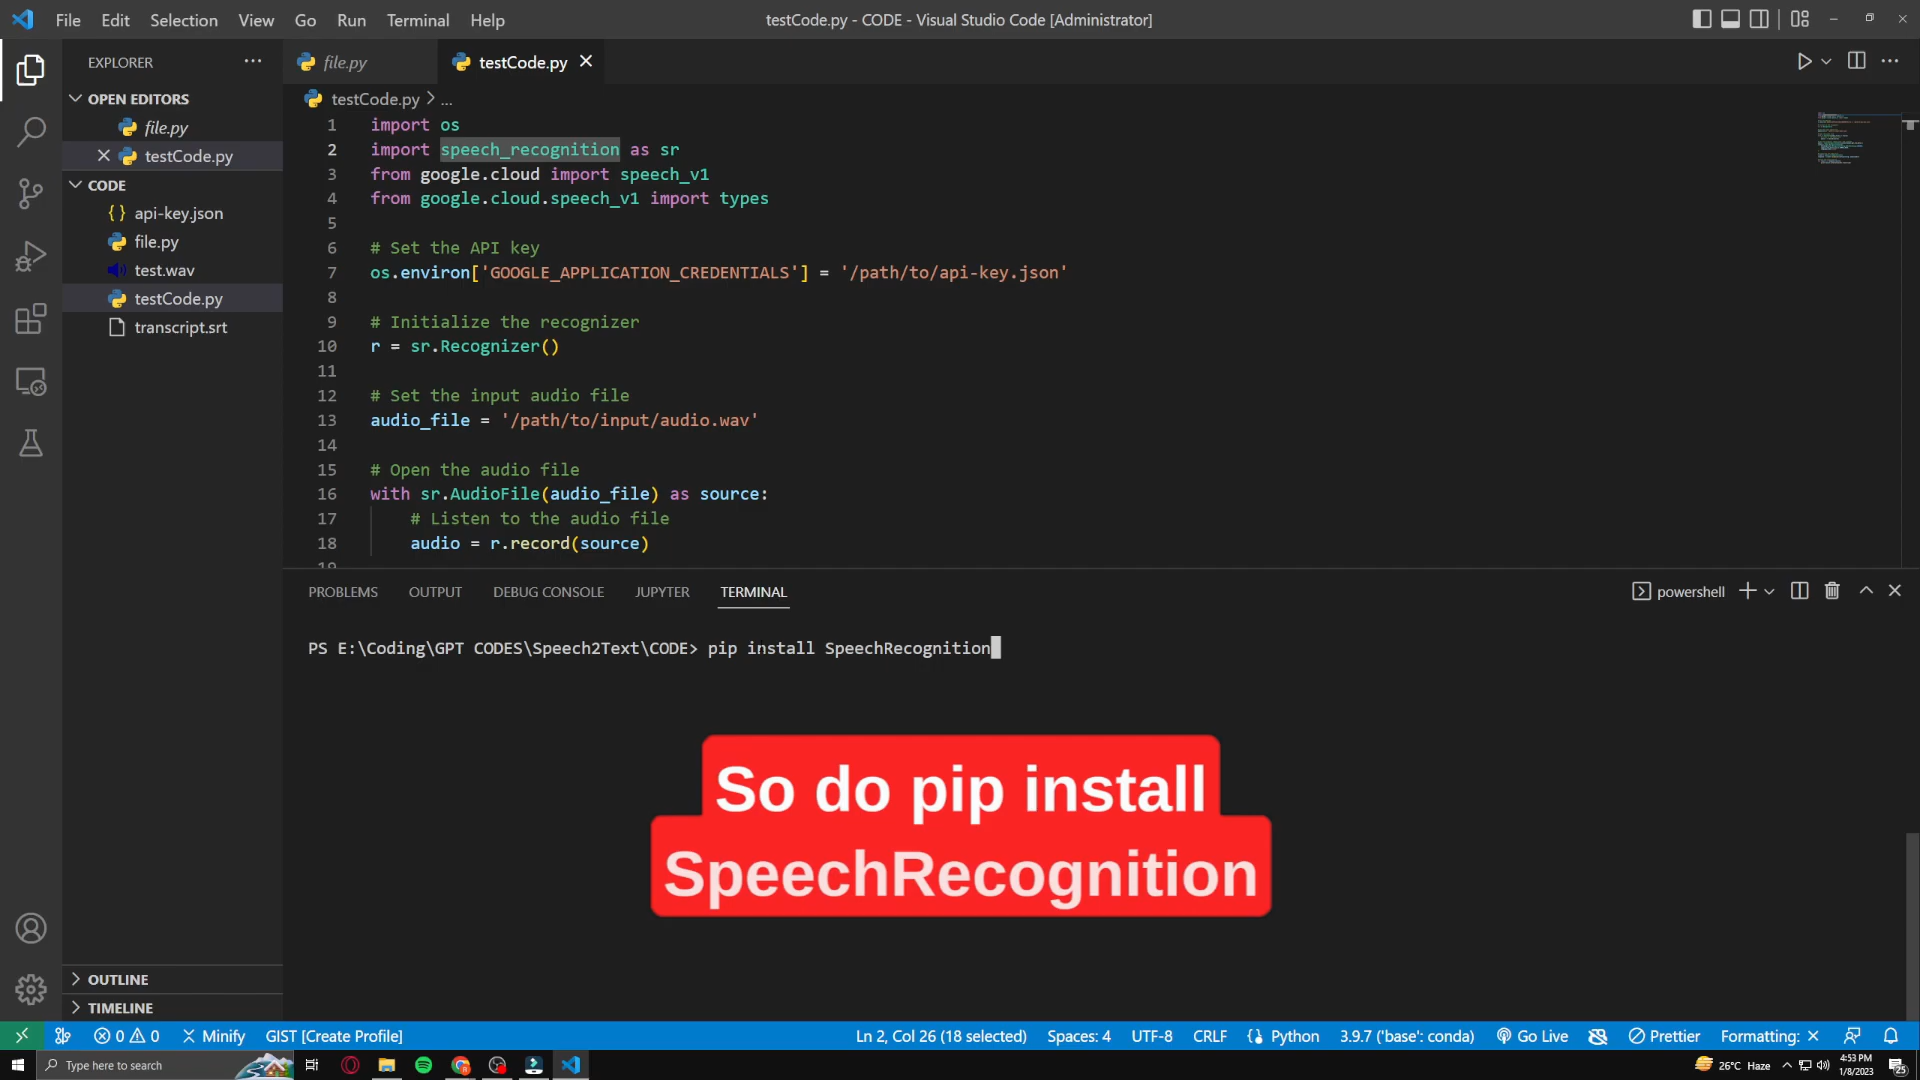 File Edit Selection View Go Run Terminal Help
testCode.py - CODE - Visual Studio Code [Administrator]
EXPLORER
OPEN EDITORS
file.py
testCode.py
CODE
api-key.json
file.py
test.wav
testCode.py
transcript.srt
OUTLINE
TIMELINE
file.py
testCode.py
testCode.py > ...
1 import os
2 import speech_recognition as sr
3 from google.cloud import speech_v1
4 from google.cloud.speech_v1 import types
5
6 # Set the API key
7 os.environ['GOOGLE_APPLICATION_CREDENTIALS'] = '/path/to/api-key.json'
8
9 # Initialize the recognizer
10 r = sr.Recognizer()
11
12 # Set the input audio file
13 audio_file = '/path/to/input/audio.wav'
14
15 # Open the audio file
16 with sr.AudioFile(audio_file) as source:
17 # Listen to the audio file
18 audio = r.record(source)
19
PROBLEMS OUTPUT DEBUG CONSOLE JUPYTER TERMINAL
powershell
PS E:\Coding\GPT CODES\Speech2Text\CODE> pip install SpeechRecognition
So do pip install
SpeechRecognition
0 0 Minify GIST [Create Profile]
Ln 2, Col 26 (18 selected) Spaces: 4 UTF-8 CRLF Python 3.9.7 ('base': conda) Go Live Prettier Formatting: ×
Type here to search
26°C Haze
4:53 PM
1/8/2023
25